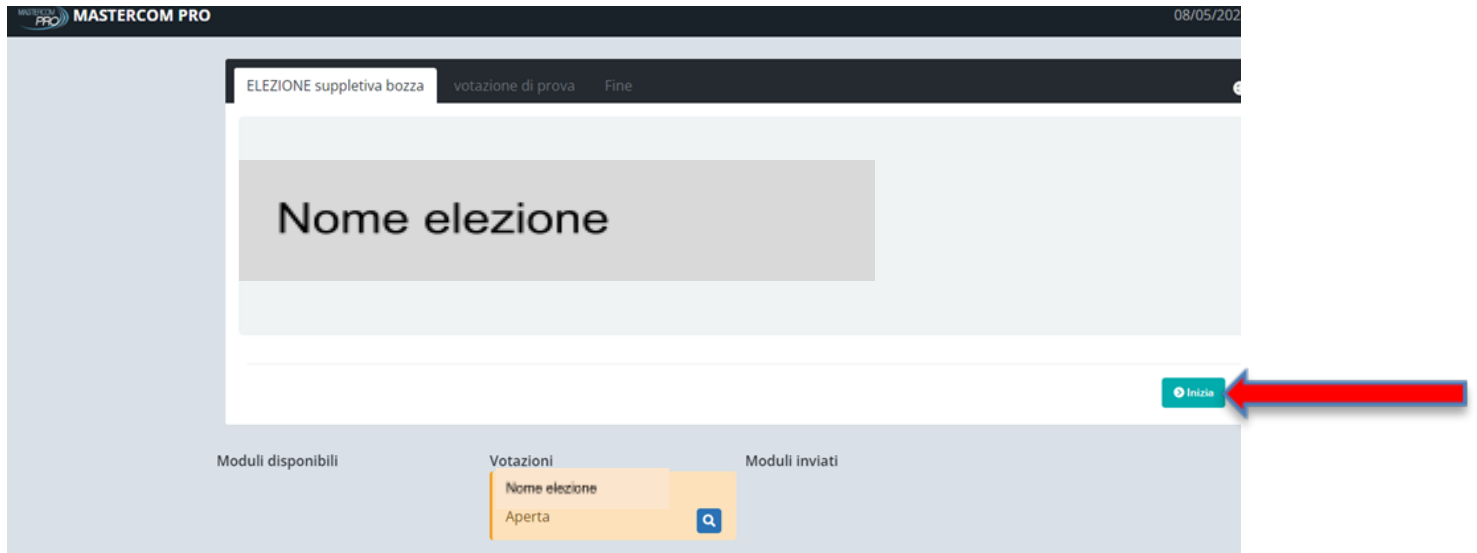 MASTERCOM PRO MASTERCOM PRO
08/05/202
ELEZIONE suppletiva bozza votazione di prova Fine
Nome elezione
Inizia
Moduli disponibili Votazioni Moduli inviati
Nome elezione
Aperta